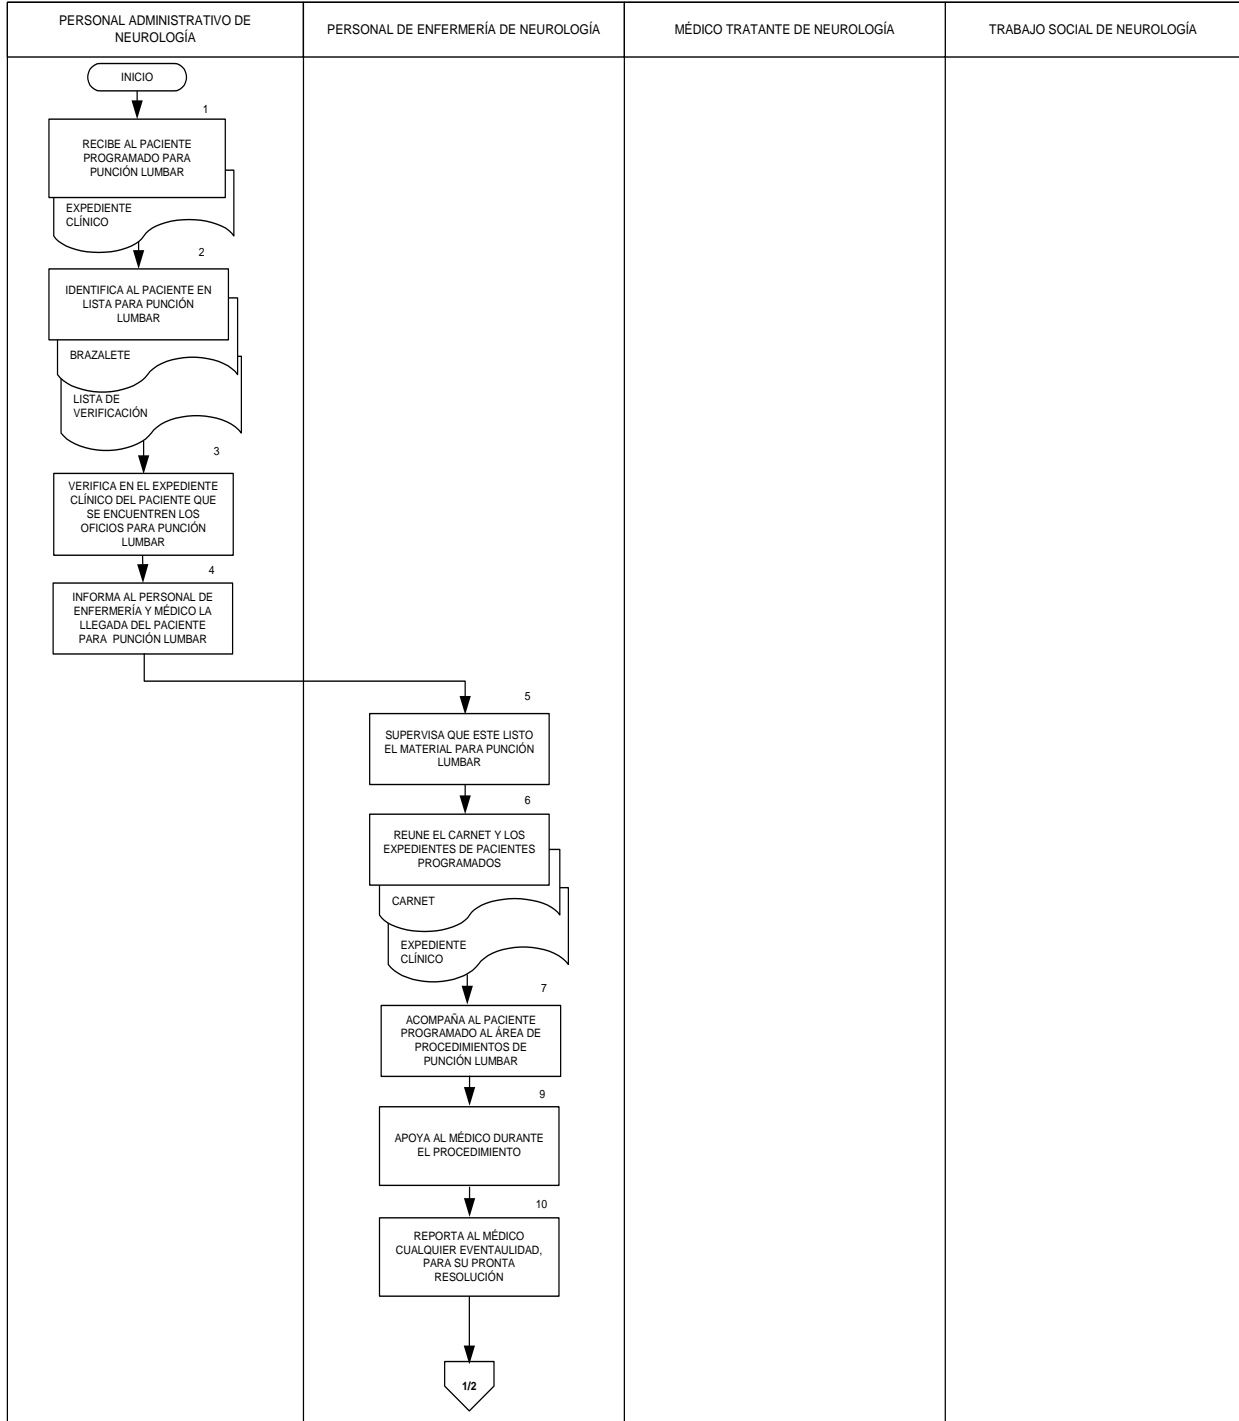 PERSONAL ADMINISTRATIVO DE
NEUROLOGÍA
PERSONAL DE ENFERMERÍA DE NEUROLOGÍA
MÉDICO TRATANTE DE NEUROLOGÍA
TRABAJO SOCIAL DE NEUROLOGÍA
INICIO
1
RECIBE AL PACIENTE
PROGRAMADO PARA
PUNCIÓN LUMBAR
EXPEDIENTE
CLÍNICO
2
IDENTIFICA AL PACIENTE EN
LISTA PARA PUNCIÓN
LUMBAR
BRAZALETE
LISTA DE
VERIFICACIÓN
3
VERIFICA EN EL EXPEDIENTE
CLÍNICO DEL PACIENTE QUE
SE ENCUENTREN LOS
OFICIOS PARA PUNCIÓN
LUMBAR
4
INFORMA AL PERSONAL DE
ENFERMERÍA Y MÉDICO LA
LLEGADA DEL PACIENTE
PARA PUNCIÓN LUMBAR
5
SUPERVISA QUE ESTE LISTO
EL MATERIAL PARA PUNCIÓN
LUMBAR
6
REUNE EL CARNET Y LOS
EXPEDIENTES DE PACIENTES
PROGRAMADOS
CARNET
EXPEDIENTE
CLÍNICO
7
ACOMPAÑA AL PACIENTE
PROGRAMADO AL ÁREA DE
PROCEDIMIENTOS DE
PUNCIÓN LUMBAR
9
APOYA AL MÉDICO DURANTE
EL PROCEDIMIENTO
10
REPORTA AL MÉDICO
CUALQUIER EVENTAULIDAD,
PARA SU PRONTA
RESOLUCIÓN
1/2